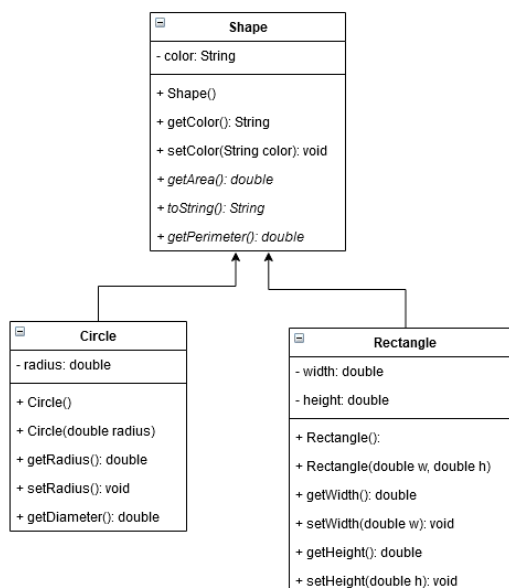 Shape
- color: String
+ Shape()
+ getColor(): String
+ setColor(String color): void
+ getArea(): double
+ toString(): String
+ getPerimeter(): double
Circle
- radius: double
+ Circle()
+ Circle(double radius)
+ getRadius(): double
+ setRadius(): void
+ getDiameter(): double
Rectangle
- width: double
- height: double
+ Rectangle():
+ Rectangle(double w, double h)
+ getWidth(): double
+ setWidth(double w): void
+ getHeight(): double
+ setHeight(double h): void